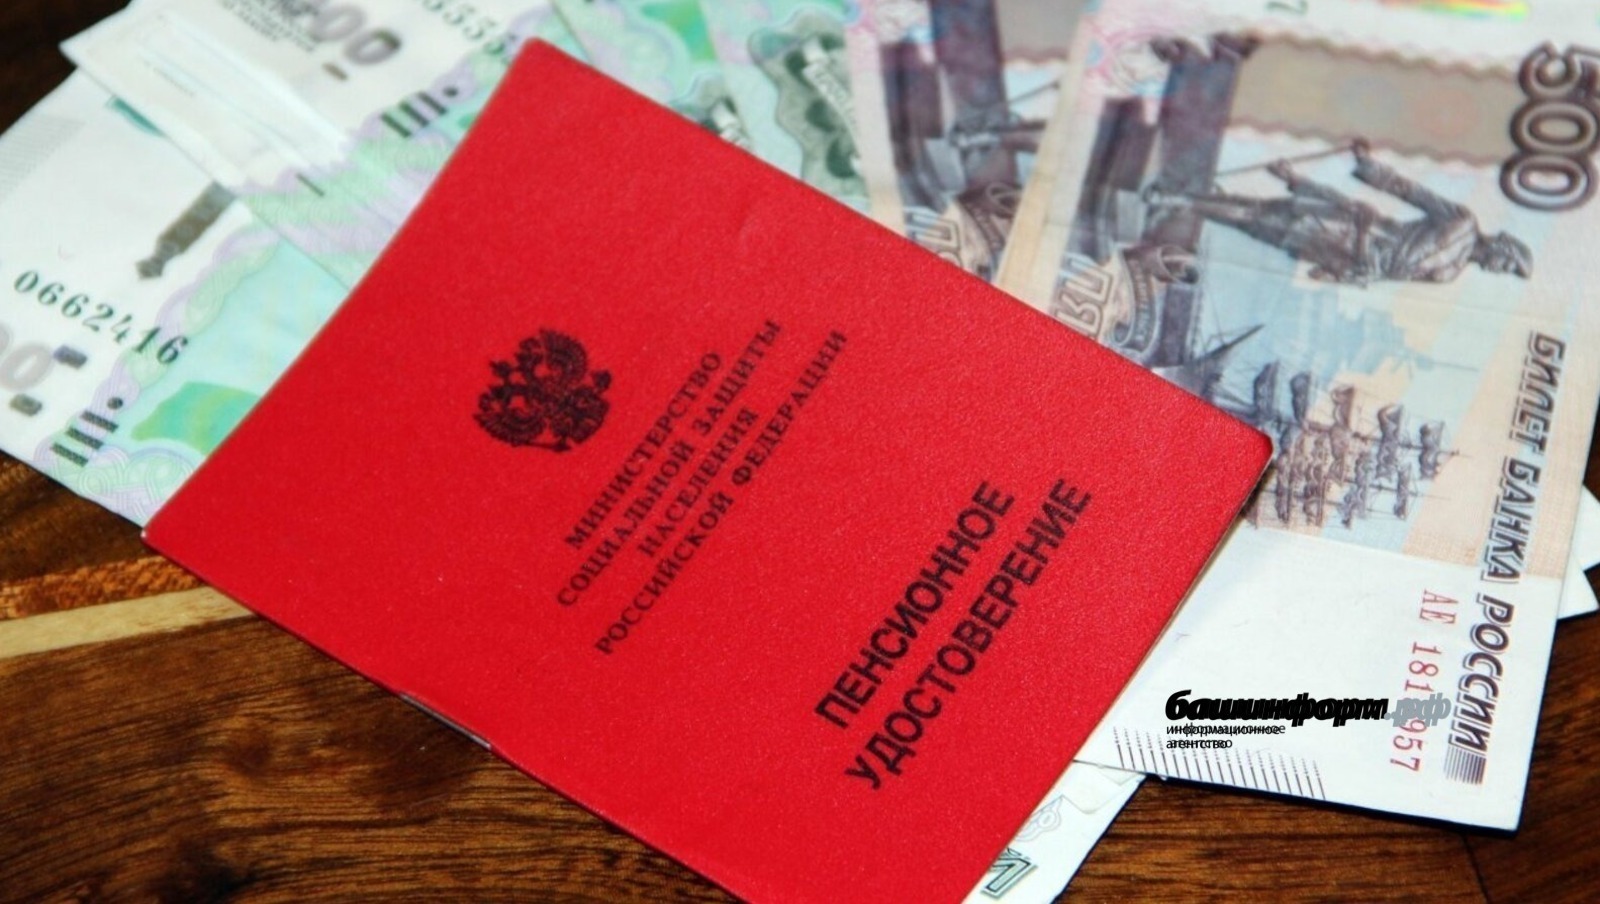 МИНИСТЕРСТВО
СОЦИАЛЬНОЙ ЗАЩИТЫ
НАСЕЛЕНИЯ
РОССИЙСКОЙ ФЕДЕРАЦИИ
ПЕНСИОННОЕ
УДОСТОВЕРЕНИЕ
0662416
500
БИЛЕТ БАНКА РОССИИ
башинформ.рф
информационное
агентство